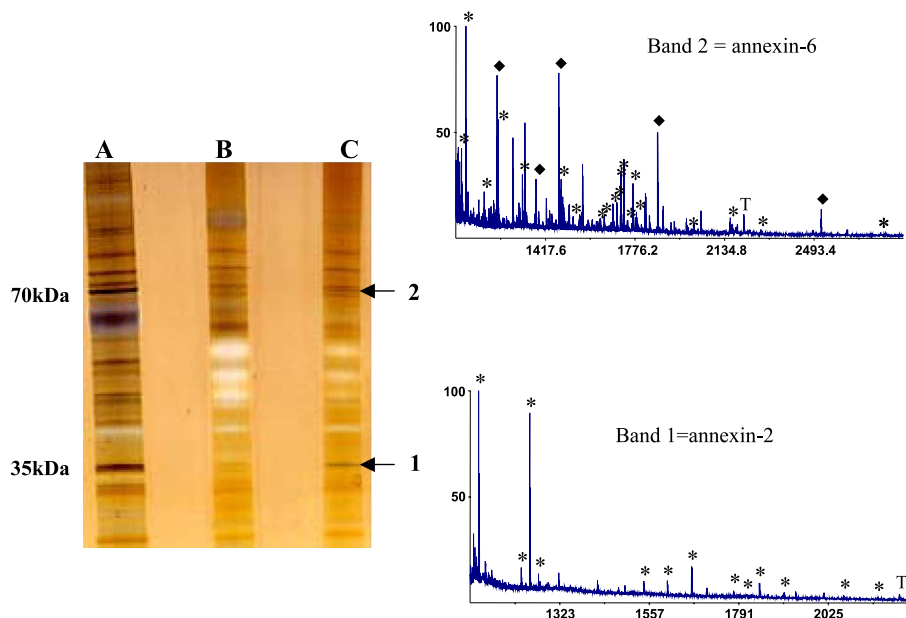 A B C
70kDa
35kDa
2
1
Band 2 = annexin-6
100
50
* ◆ * * * ◆ * ◆ * * * * * * * * * * ◆ * * T * ◆ *
1417.6 1776.2 2134.8 2493.4
Band 1=annexin-2
100
50
* * * * * * * * * * * * * T
1323 1557 1791 2025